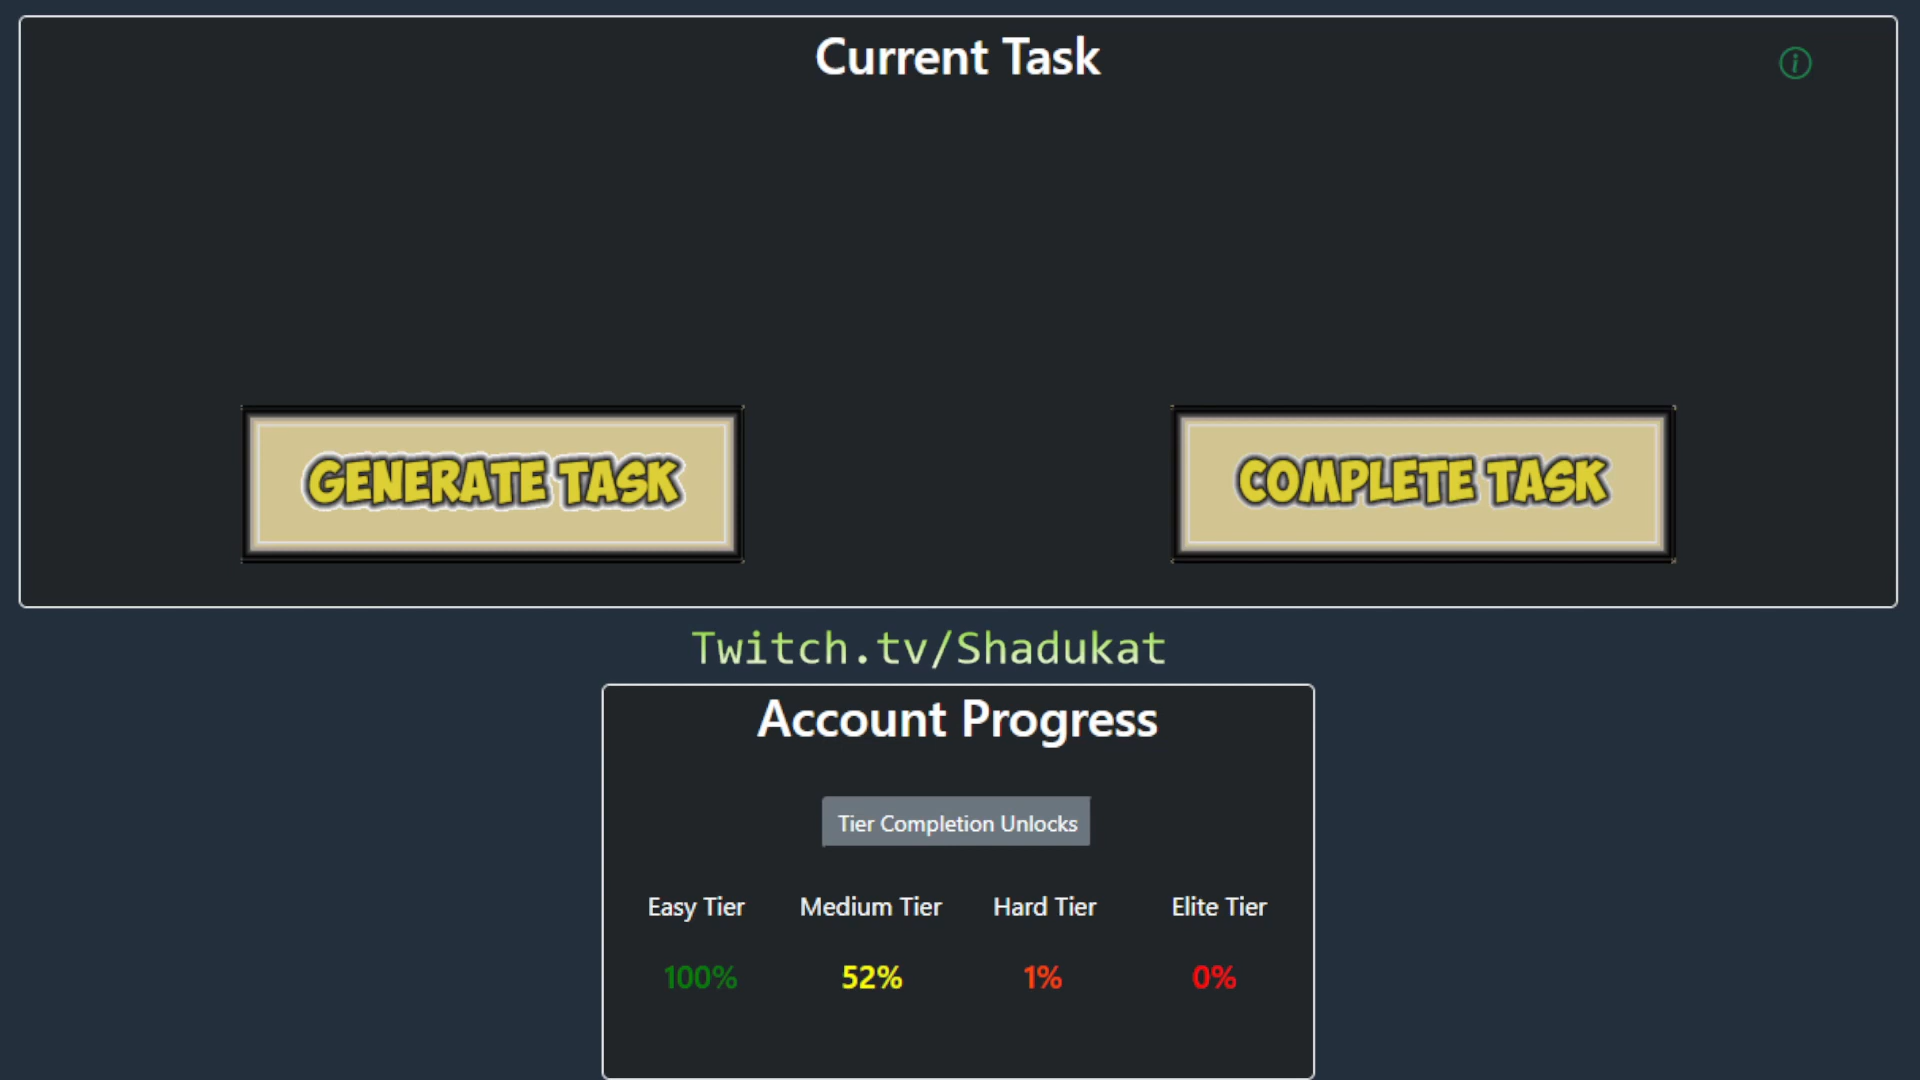 Current Task
GENERATE TASK
COMPLETE TASK
Twitch.tv/Shadukat
Account Progress
Tier Completion Unlocks
Easy Tier Medium Tier Hard Tier Elite Tier
100% 52% 1% 0%